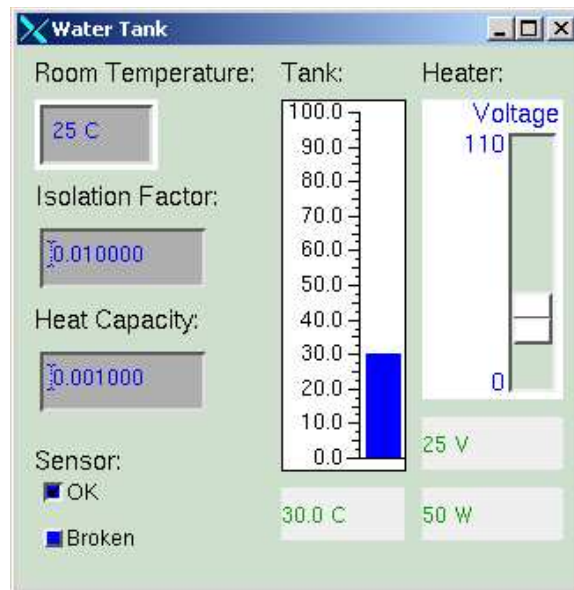 Water Tank
Room Temperature:
25 C
Isolation Factor:
0.010000
Heat Capacity:
0.001000
Sensor:
OK
Broken
Tank:
100.0
90.0
80.0
70.0
60.0
50.0
40.0
30.0
20.0
10.0
0.0
30.0 C
Heater:
Voltage
110
0
25 V
50 W